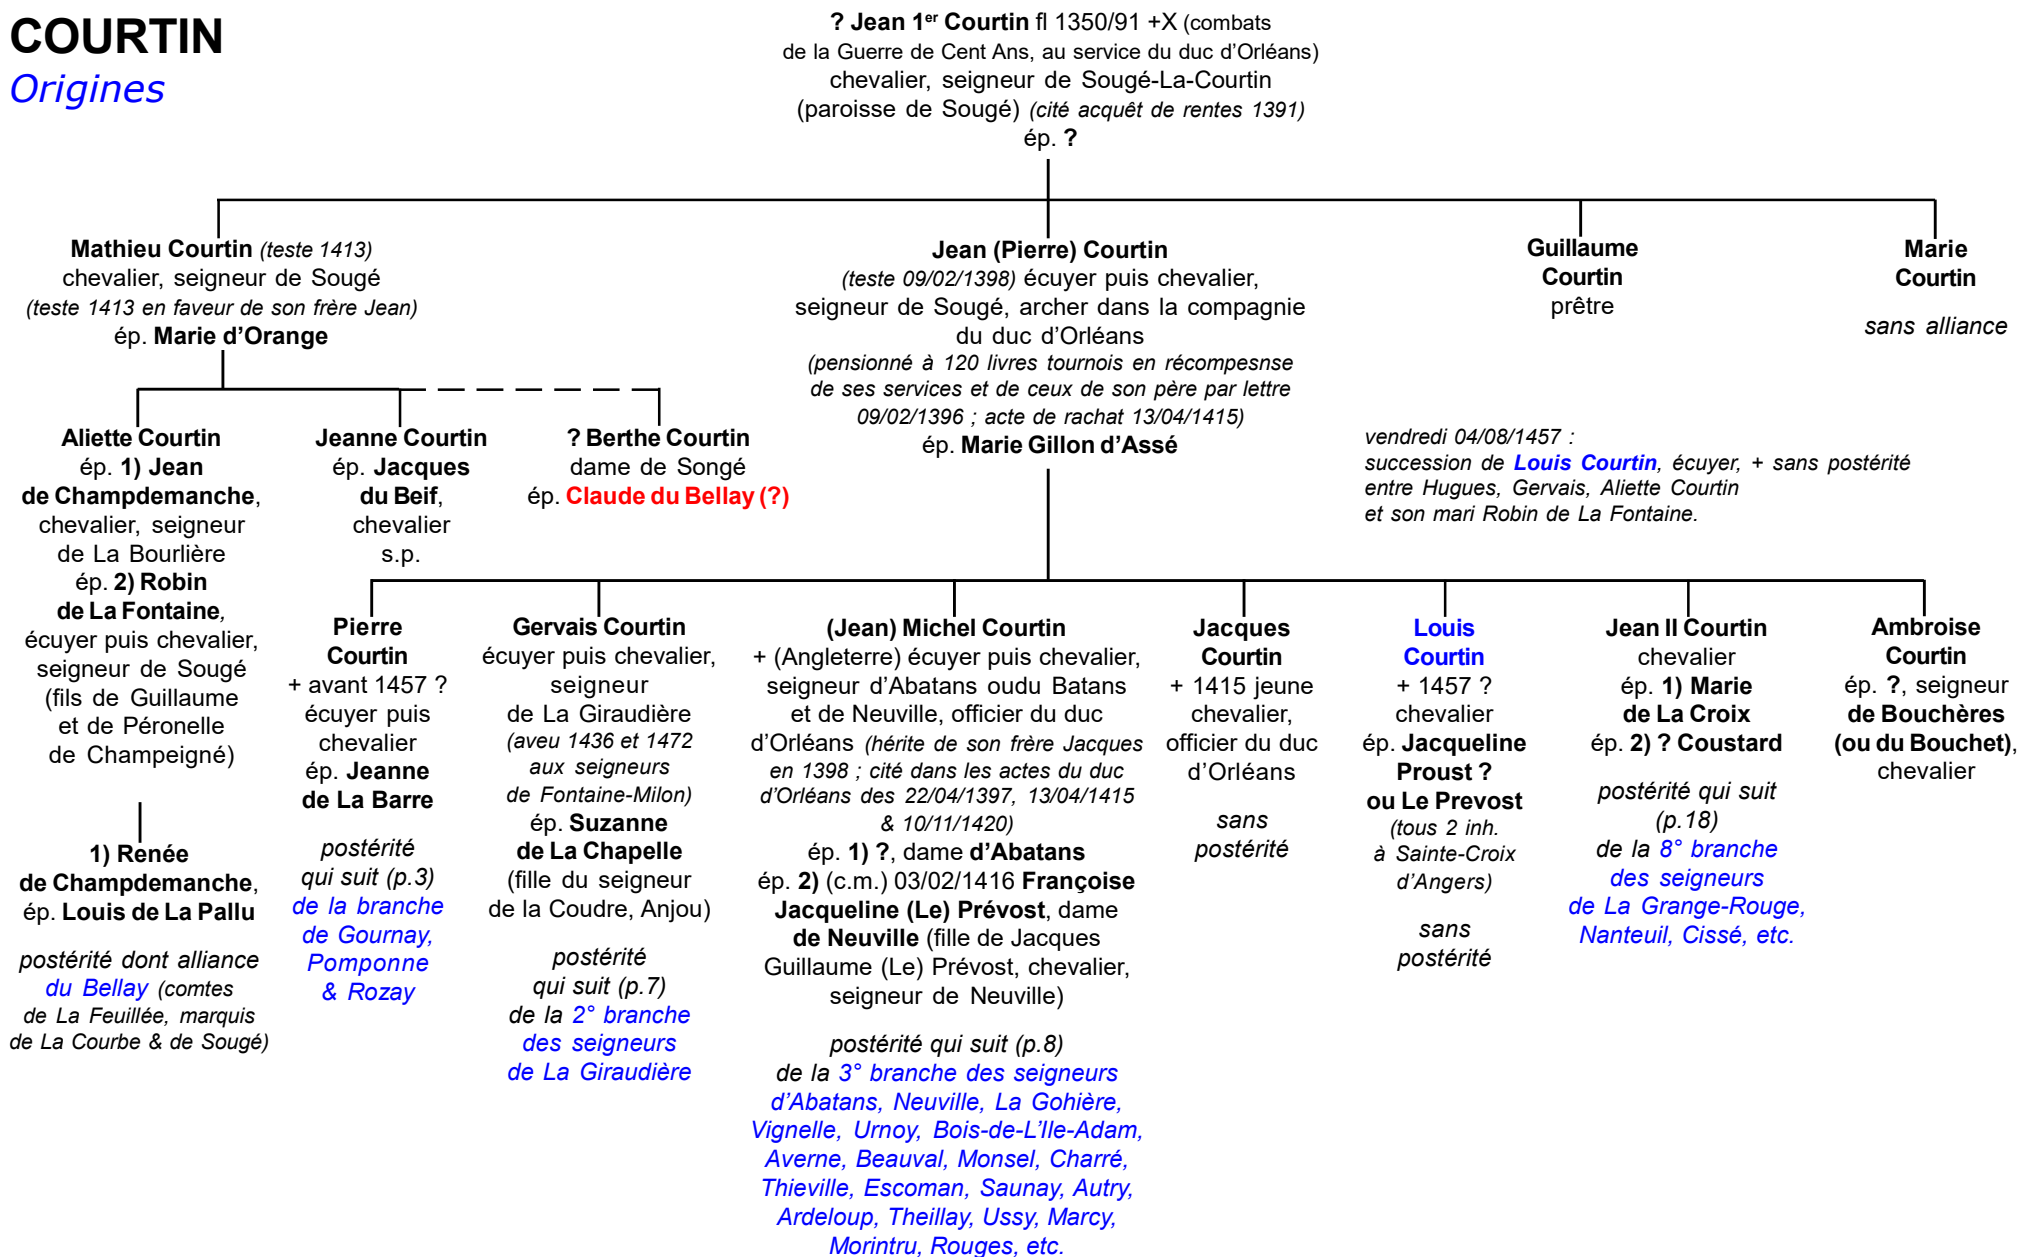 COURTIN
Origines
? Jean 1er Courtin fl 1350/91 +X (combats
de la Guerre de Cent Ans, au service du duc d’Orléans)
chevalier, seigneur de Sougé-La-Courtin
(paroisse de Sougé) (cité acquêt de rentes 1391)
ép. ?
Mathieu Courtin (teste 1413)
chevalier, seigneur de Sougé
(teste 1413 en faveur de son frère Jean)
ép. Marie d’Orange
Jean (Pierre) Courtin
(teste 09/02/1398) écuyer puis chevalier,
seigneur de Sougé, archer dans la compagnie
du duc d’Orléans
(pensionné à 120 livres tournois en récompesnse
de ses services et de ceux de son père par lettre
09/02/1396 ; acte de rachat 13/04/1415)
ép. Marie Gillon d’Assé
Guillaume
Courtin
prêtre
Marie
Courtin
sans alliance
Aliette Courtin
ép. 1) Jean
de Champdemanche,
chevalier, seigneur
de La Bourlière
ép. 2) Robin
de La Fontaine,
écuyer puis chevalier,
seigneur de Sougé
(fils de Guillaume
et de Péronelle
de Champeigné)
Jeanne Courtin
ép. Jacques
du Beif,
chevalier
s.p.
? Berthe Courtin
dame de Songé
ép. Claude du Bellay (?)
vendredi 04/08/1457 :
succession de Louis Courtin, écuyer, + sans postérité
entre Hugues, Gervais, Aliette Courtin
et son mari Robin de La Fontaine.
1) Renée
de Champdemanche,
ép. Louis de La Pallu
postérité dont alliance
du Bellay (comtes
de La Feuillée, marquis
de La Courbe & de Sougé)
Pierre
Courtin
+ avant 1457 ?
écuyer puis
chevalier
ép. Jeanne
de La Barre
postérité
qui suit (p.3)
de la branche
de Gournay,
Pomponne
& Rozay
Gervais Courtin
écuyer puis chevalier,
seigneur
de La Giraudière
(aveu 1436 et 1472
aux seigneurs
de Fontaine-Milon)
ép. Suzanne
de La Chapelle
(fille du seigneur
de la Coudre, Anjou)
postérité
qui suit (p.7)
de la 2° branche
des seigneurs
de La Giraudière
(Jean) Michel Courtin
+ (Angleterre) écuyer puis chevalier,
seigneur d’Abatans oudu Batans
et de Neuville, officier du duc
d’Orléans (hérite de son frère Jacques
en 1398 ; cité dans les actes du duc
d’Orléans des 22/04/1397, 13/04/1415
& 10/11/1420)
ép. 1) ?, dame d’Abatans
ép. 2) (c.m.) 03/02/1416 Françoise
Jacqueline (Le) Prévost, dame
de Neuville (fille de Jacques
Guillaume (Le) Prévost, chevalier,
seigneur de Neuville)
postérité qui suit (p.8)
de la 3° branche des seigneurs
d’Abatans, Neuville, La Gohière,
Vignelle, Urnoy, Bois-de-L’Ile-Adam,
Averne, Beauval, Monsel, Charré,
Thieville, Escoman, Saunay, Autry,
Ardeloup, Theillay, Ussy, Marcy,
Morintru, Rouges, etc.
Jacques
Courtin
+ 1415 jeune
chevalier,
officier du duc
d’Orléans
sans
postérité
Louis
Courtin
+ 1457 ?
chevalier
ép. Jacqueline
Proust ?
ou Le Prevost
(tous 2 inh.
à Sainte-Croix
d’Angers)
sans
postérité
Jean II Courtin
chevalier
ép. 1) Marie
de La Croix
ép. 2) ? Coustard
postérité qui suit
(p.18)
de la 8° branche
des seigneurs
de La Grange-Rouge,
Nanteuil, Cissé, etc.
Ambroise
Courtin
ép. ?, seigneur
de Bouchères
(ou du Bouchet),
chevalier